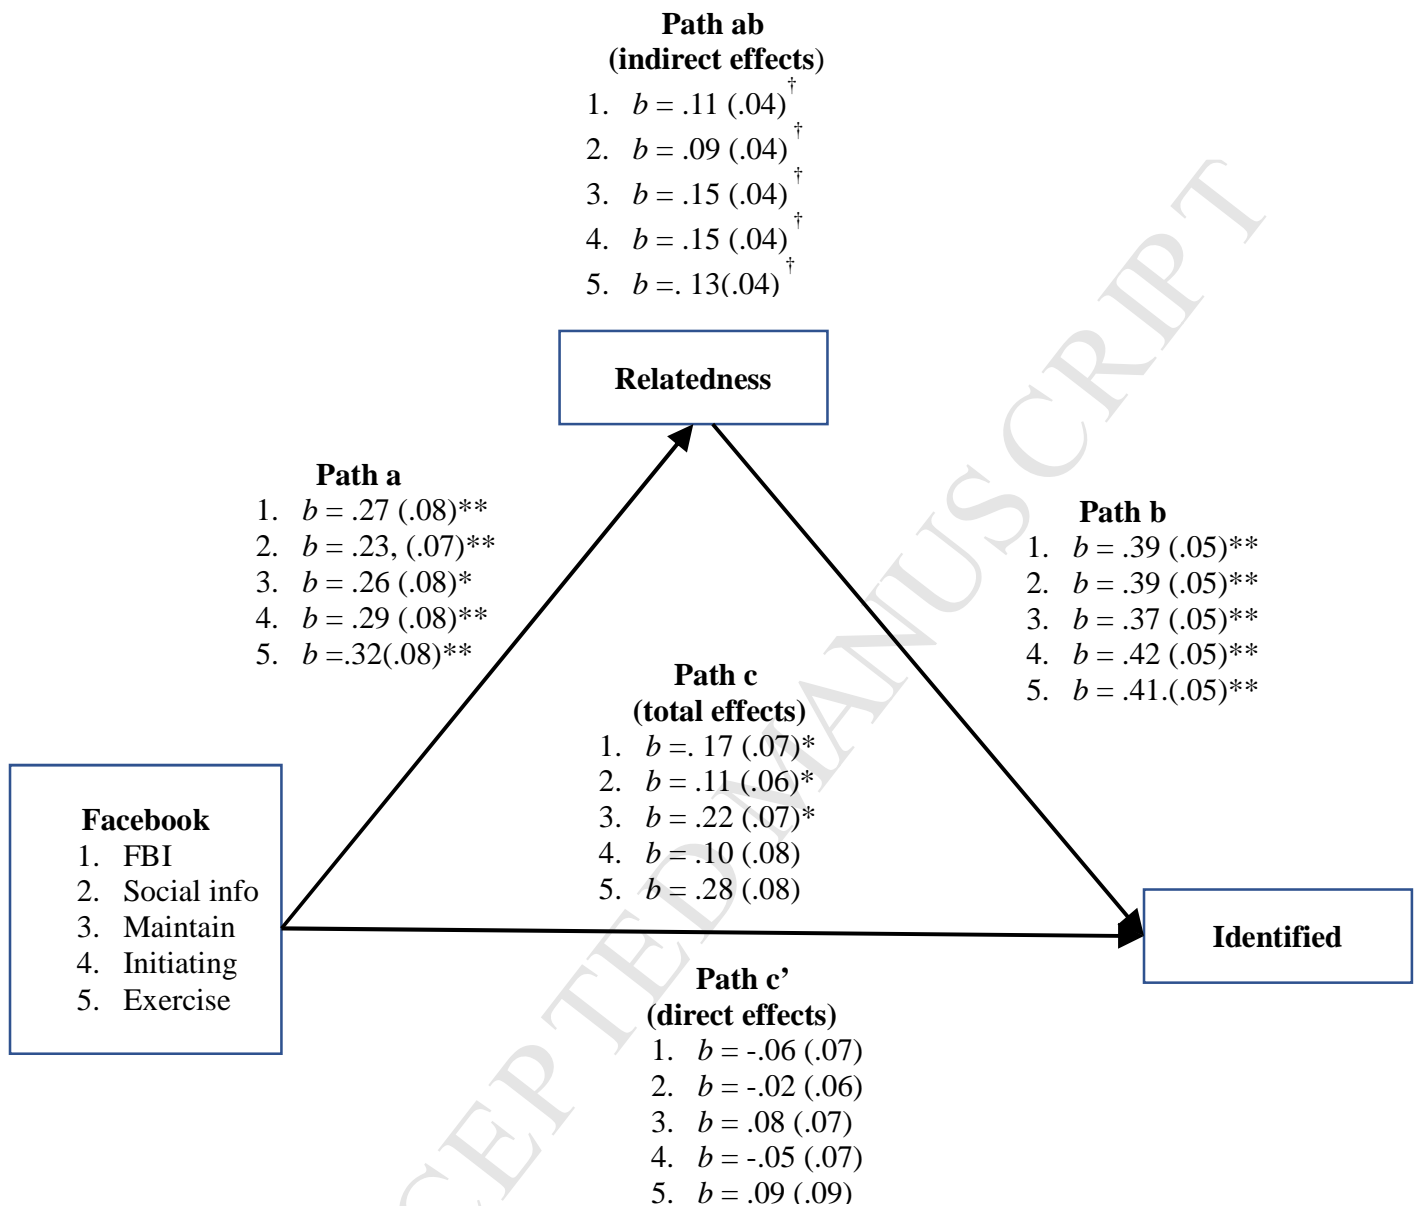 Path ab
(indirect effects)
1. b = .11 (.04)†
2. b = .09 (.04)†
3. b = .15 (.04)†
4. b = .15 (.04)†
5. b =. 13(.04)†
Relatedness
Path a
1. b = .27 (.08)**
2. b = .23, (.07)**
3. b = .26 (.08)*
4. b = .29 (.08)**
5. b =.32(.08)**
Path b
1. b = .39 (.05)**
2. b = .39 (.05)**
3. b = .37 (.05)**
4. b = .42 (.05)**
5. b = .41.(.05)**
Path c
(total effects)
1. b =. 17 (.07)*
2. b = .11 (.06)*
3. b = .22 (.07)*
4. b = .10 (.08)
5. b = .28 (.08)
Facebook
1. FBI
2. Social info
3. Maintain
4. Initiating
5. Exercise
Identified
Path c’
(direct effects)
1. b = -.06 (.07)
2. b = -.02 (.06)
3. b = .08 (.07)
4. b = -.05 (.07)
5. b = .09 (.09)
CEPTED MANUSCRIPT